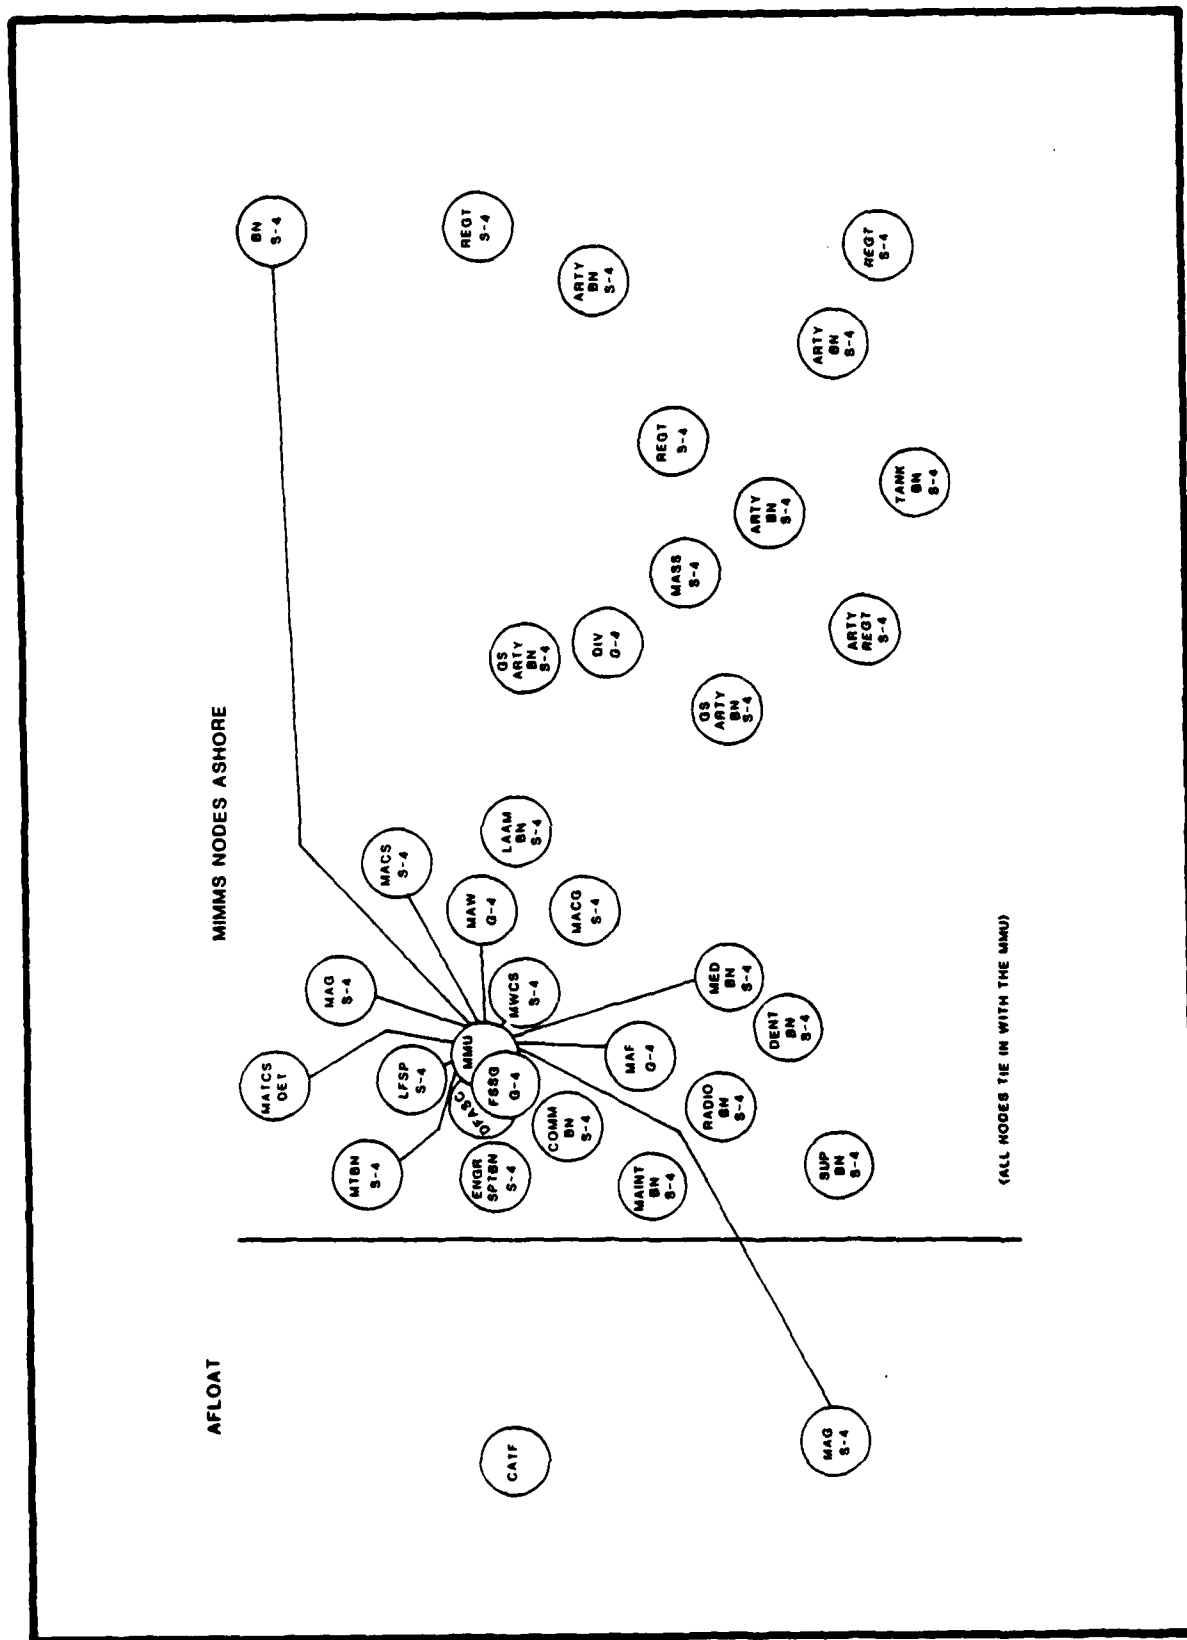 AFLOAT
MIMMS NODES ASHORE
MATCS
DET
BN
S-4
MAG
S-4
MTBN
S-4
MACS
S-4
LFSP
S-4
REGT
S-4
MAW
G-4
MMU
DFASC
ENGR
SPTBN
S-4
FSSG
G-4
CATF
LAAM
BN
S-4
MWCS
S-4
GS
ARTY
BN
S-4
COMM
BN
S-4
MACG
S-4
ARTY
BN
S-4
DIV
G-4
MAF
G-4
MAINT
BN
S-4
REGT
S-4
MASS
S-4
RADIO
BN
S-4
MED
BN
S-4
GS
ARTY
BN
S-4
ARTY
BN
S-4
DENT
BN
S-4
MAG
S-4
SUP
BN
S-4
ARTY
BN
S-4
ARTY
REGT
S-4
REGT
S-4
TANK
BN
S-4
(ALL NODES TIE IN WITH THE MMU)